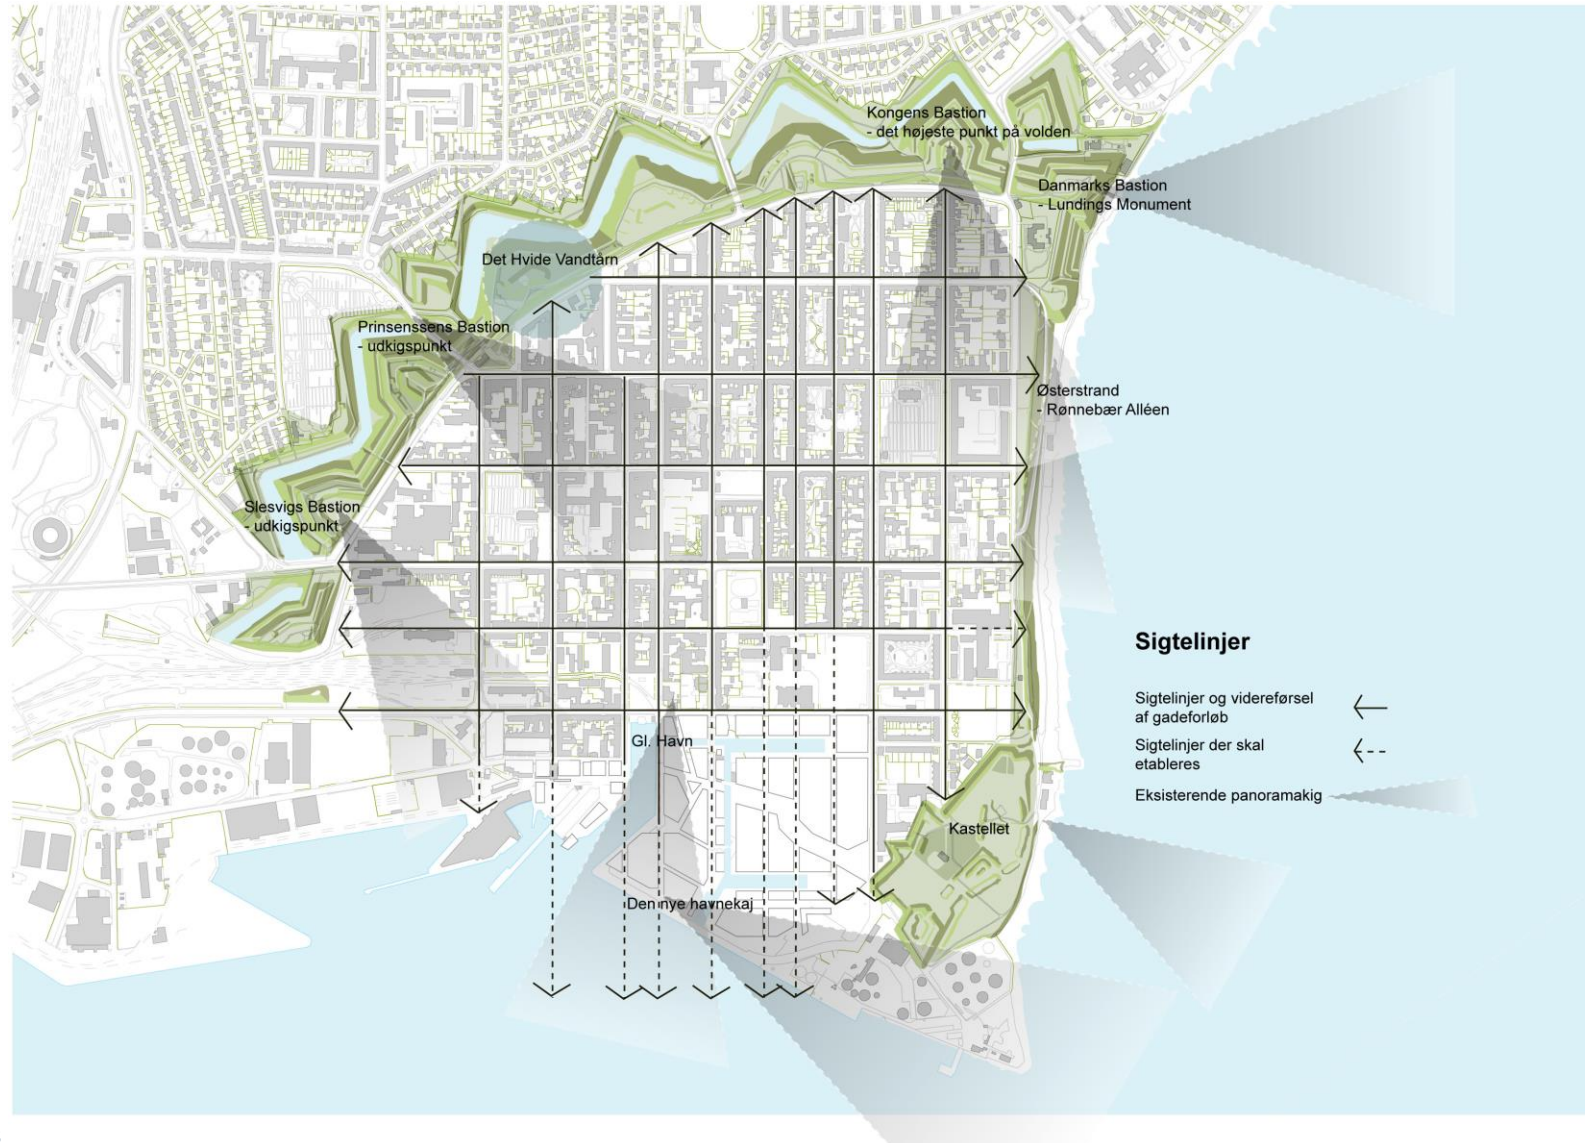 Kongens Bastion
- det højeste punkt på volden
Danmarks Bastion
- Lundings Monument
Det Hvide Vandtårn
Prinsenssens Bastion
- udkigspunkt
Østerstrand
- Rønnebær Alléen
Slesvigs Bastion
- udkigspunkt
Gl. Havn
Kastellet
Den nye havnekaj
Sigtelinjer
Sigtelinjer og videreførsel
af gadeforløb
Sigtelinjer der skal
etableres
Eksisterende panoramakig